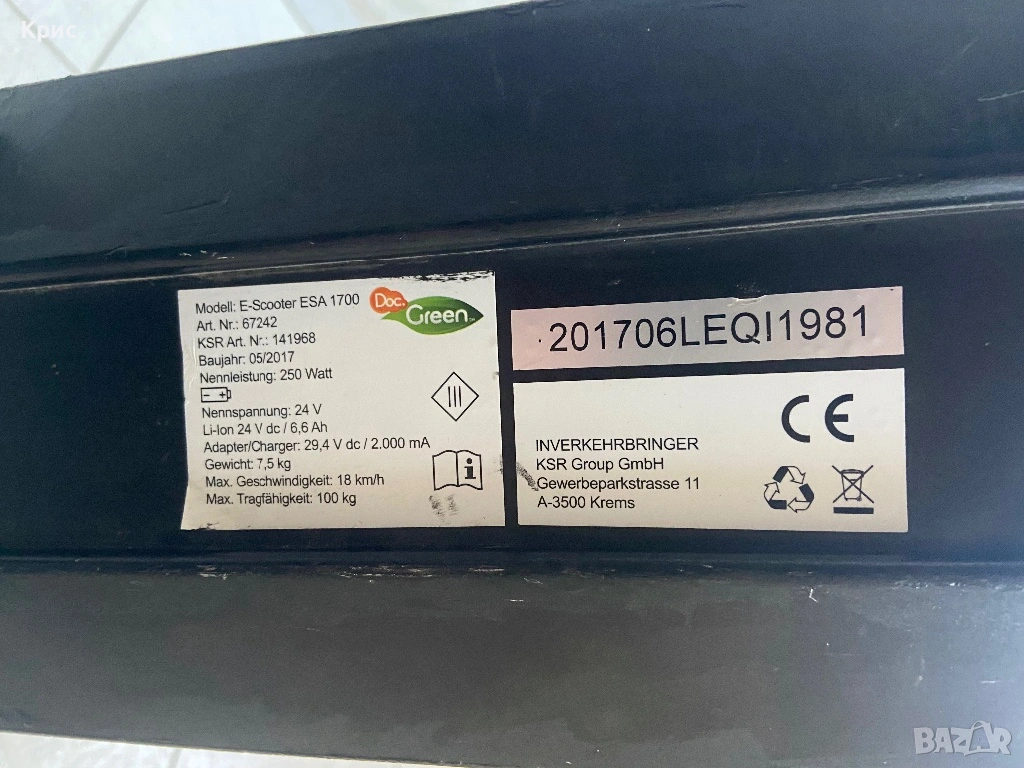 Крис
Modell: E-Scooter ESA 1700
Doc.
Green
Art. Nr.: 67242
KSR Art. Nr.: 141968
Baujahr: 05/2017
Nennleistung: 250 Watt
Nennspannung: 24 V
Li-Ion 24 V dc / 6,6 Ah
Adapter/Charger: 29,4 V dc / 2.000 mA
Gewicht: 7,5 kg
Max. Geschwindigkeit: 18 km/h
Max. Tragfähigkeit: 100 kg
201706LEQI1981
CE
INVERKEHRBRINGER
KSR Group GmbH
Gewerbeparkstrasse 11
A-3500 Krems
BAZAR